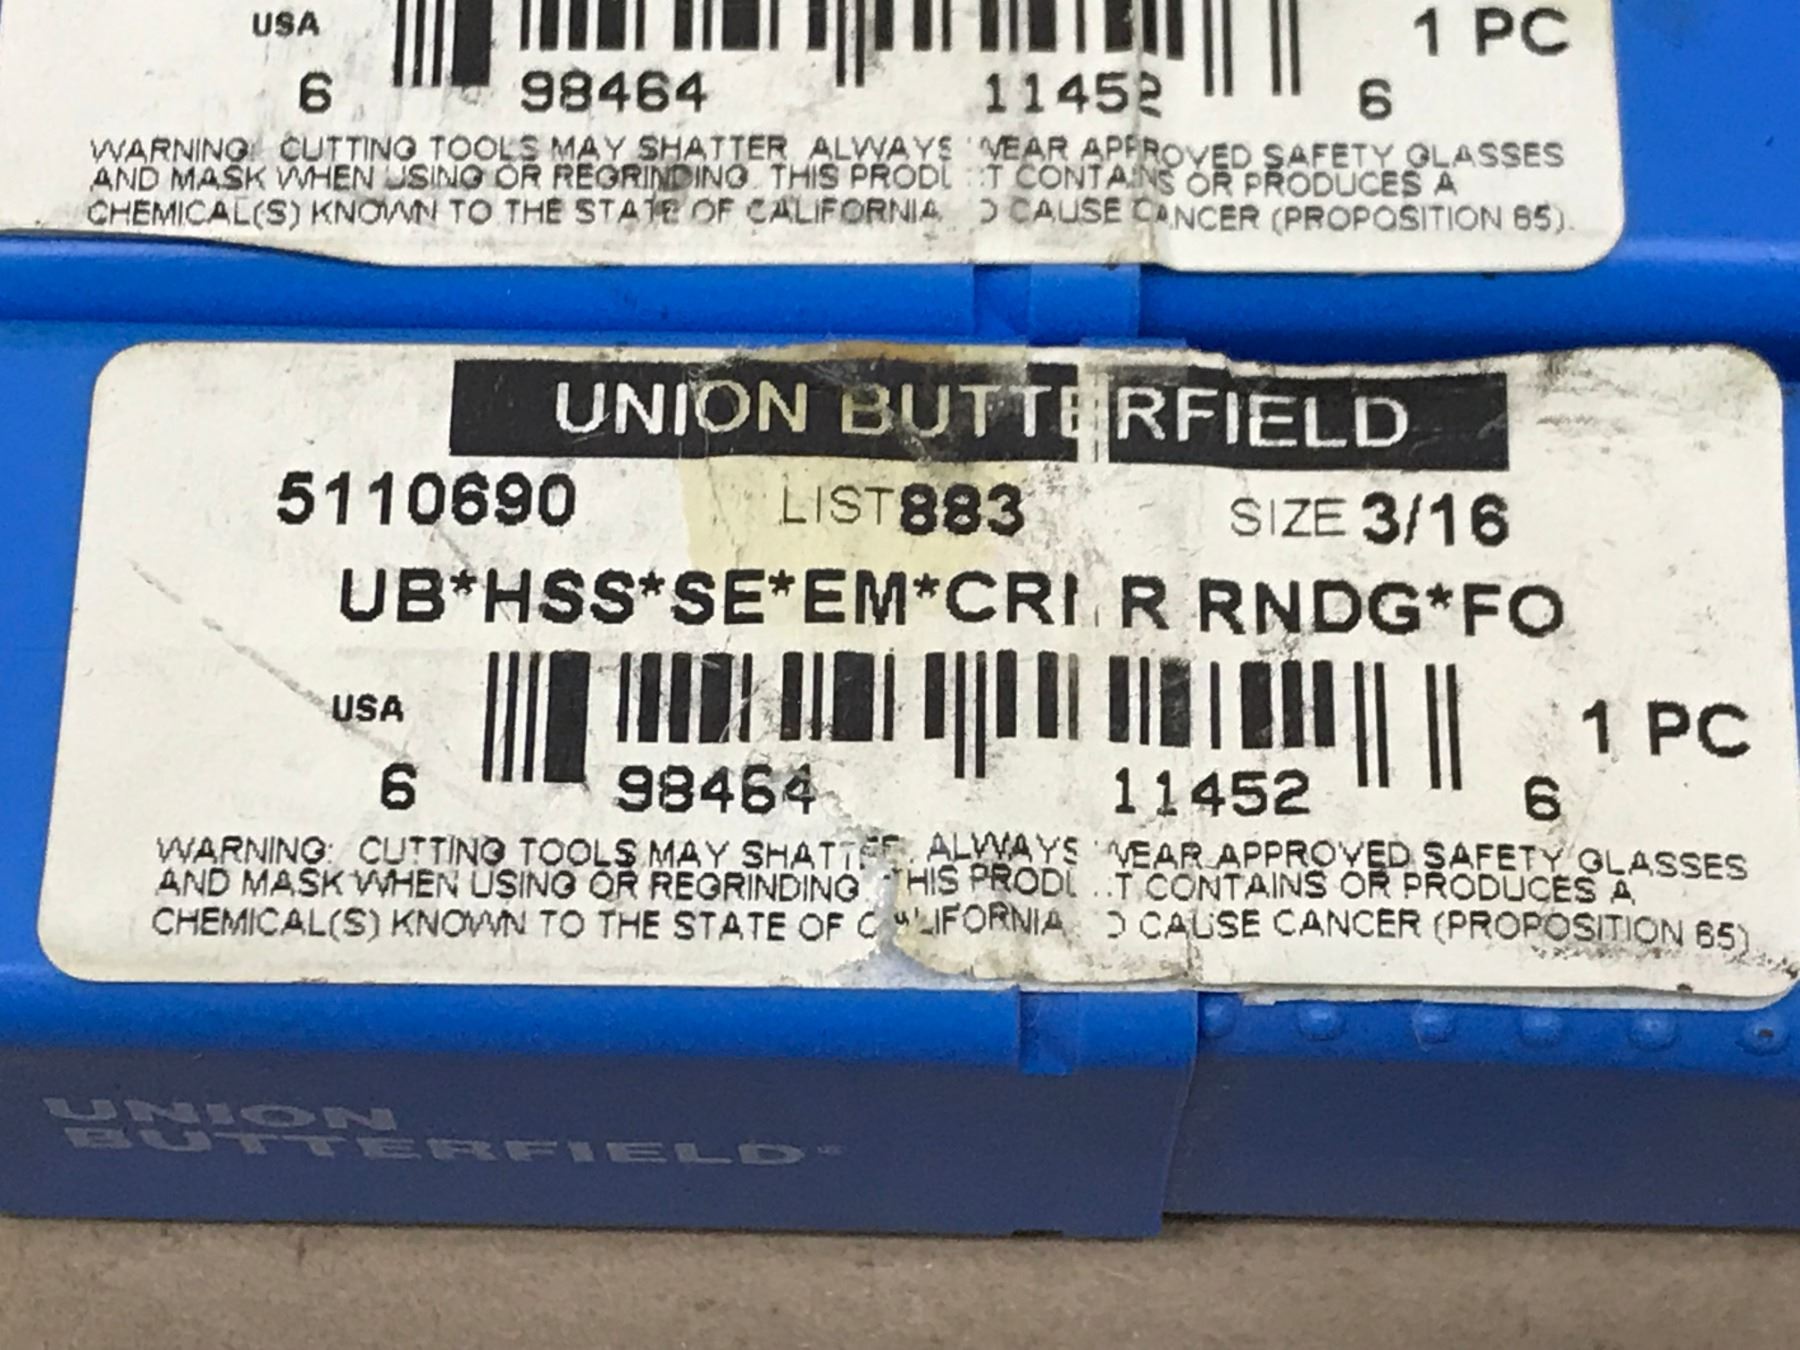 USA
1 PC
6 98464 11452 6
WARNING: CUTTING TOOLS MAY SHATTER ALWAYS WEAR APPROVED SAFETY GLASSES
AND MASK WHEN USING OR REGRINDING. THIS CONTAINS OR PRODUCES A
CHEMICAL(S) KNOWN TO THE STATE OF CALIFORNIA CAUSE CANCER (PROPOSITION 65).
UNION BUTTERFIELD
5110690 LIST 883 SIZE 3/16
UB*HSS*SE*EM*CR R RNDG*FO
USA
1 PC
6 98464 11452 6
WARNING: CUTTING TOOLS MAY SHATTER. ALWAYS WEAR APPROVED SAFETY GLASSES
AND MASK WHEN USING OR REGRINDING. THIS CONTAINS OR PRODUCES A
CHEMICAL(S) KNOWN TO THE STATE OF CALIFORNIA CAUSE CANCER (PROPOSITION 65)
UNION
BUTTERFIELD®